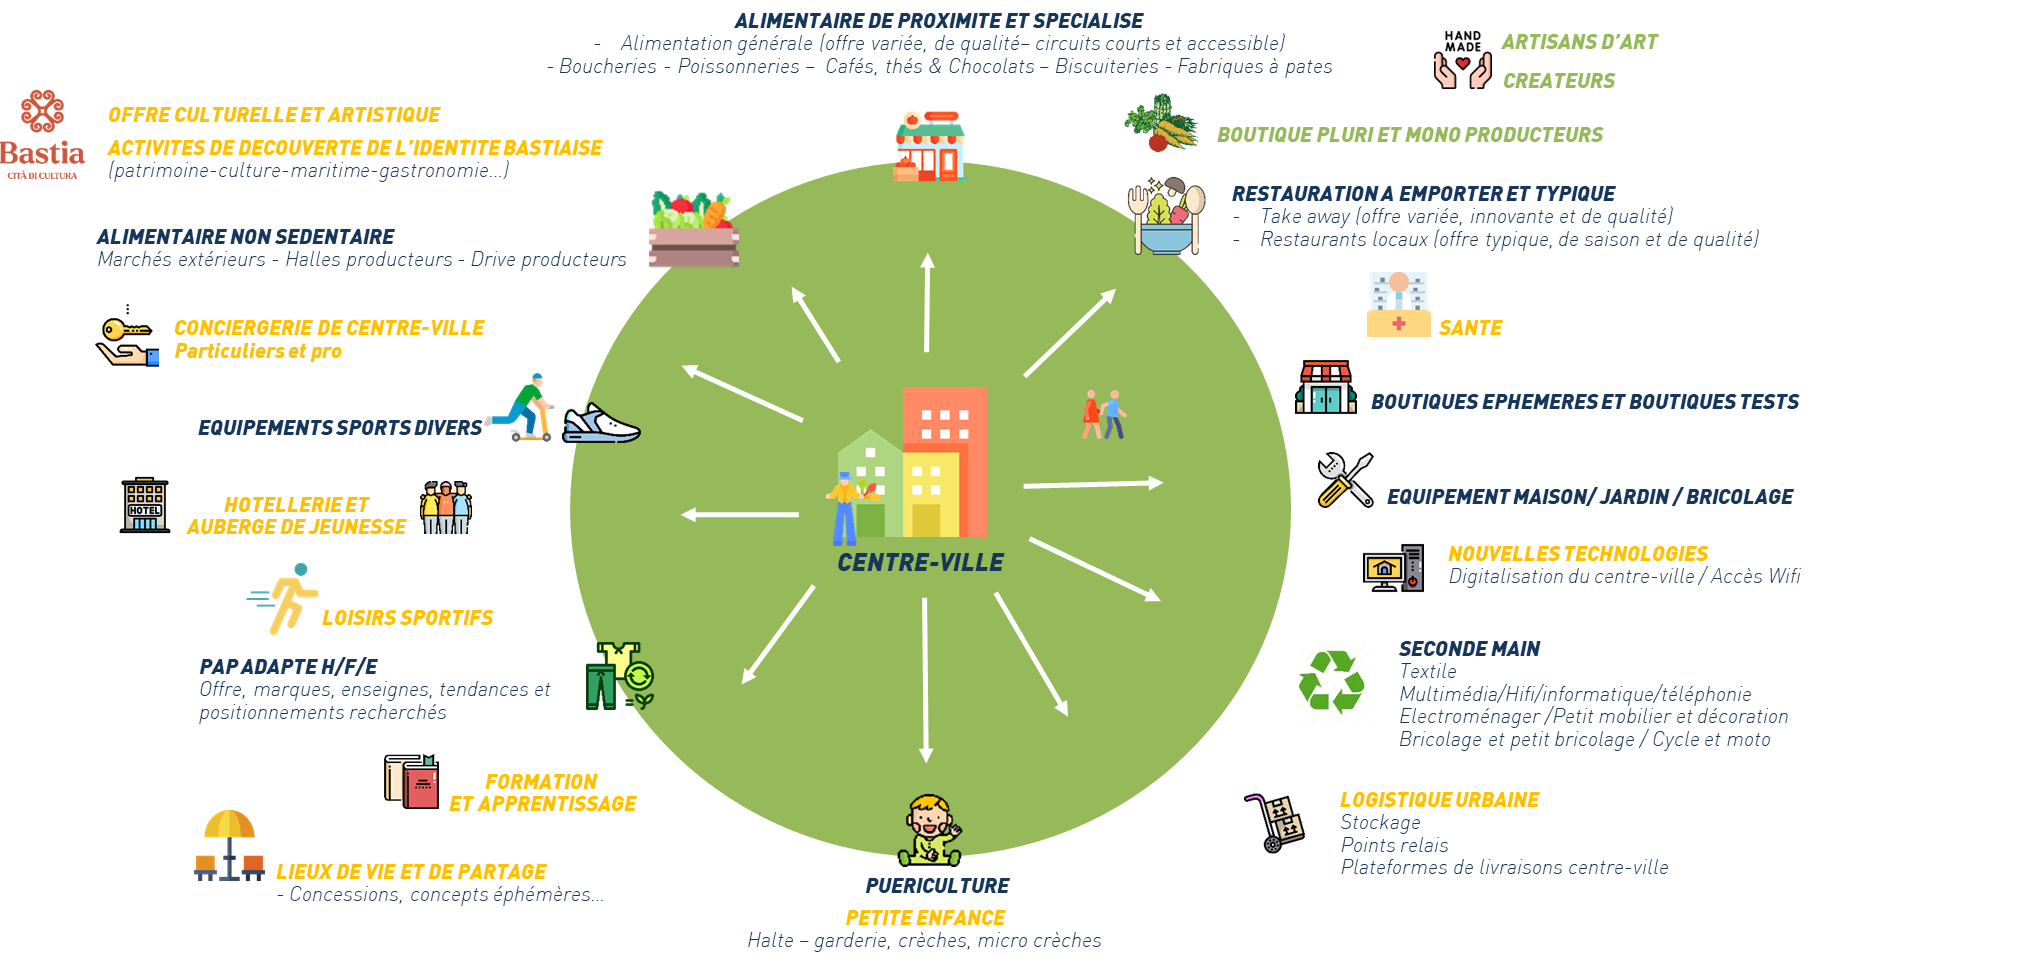 ALIMENTAIRE DE PROXIMITE ET SPECIALISE
- Alimentation générale (offre variée, de qualité– circuits courts et accessible)
- Boucheries - Poissonneries – Cafés, thés & Chocolats – Biscuiteries - Fabriques à pates
HAND
MADE
ARTISANS D'ART
CREATEURS
Bastia
CITÀ DI CULTURA
OFFRE CULTURELLE ET ARTISTIQUE
ACTIVITES DE DECOUVERTE DE L'IDENTITE BASTIAISE
(patrimoine-culture-maritime-gastronomie...)
BOUTIQUE PLURI ET MONO PRODUCTEURS
RESTAURATION A EMPORTER ET TYPIQUE
- Take away (offre variée, innovante et de qualité)
- Restaurants locaux (offre typique, de saison et de qualité)
ALIMENTAIRE NON SEDENTAIRE
Marchés extérieurs - Halles producteurs - Drive producteurs
SANTE
CONCIERGERIE DE CENTRE-VILLE
Particuliers et pro
BOUTIQUES EPHEMERES ET BOUTIQUES TESTS
EQUIPEMENTS SPORTS DIVERS
EQUIPEMENT MAISON/ JARDIN / BRICOLAGE
HOTEL
HOTELLERIE ET
AUBERGE DE JEUNESSE
CENTRE-VILLE
NOUVELLES TECHNOLOGIES
Digitalisation du centre-ville / Accès Wifi
LOISIRS SPORTIFS
PAP ADAPTE H/F/E
Offre, marques, enseignes, tendances et
positionnements recherchés
SECONDE MAIN
Textile
Multimédia/Hifi/informatique/téléphonie
Electroménager /Petit mobilier et décoration
Bricolage et petit bricolage / Cycle et moto
FORMATION
ET APPRENTISSAGE
LOGISTIQUE URBAINE
Stockage
Points relais
Plateformes de livraisons centre-ville
LIEUX DE VIE ET DE PARTAGE
- Concessions, concepts éphémères...
PUERICULTURE
PETITE ENFANCE
Halte – garderie, crèches, micro crèches